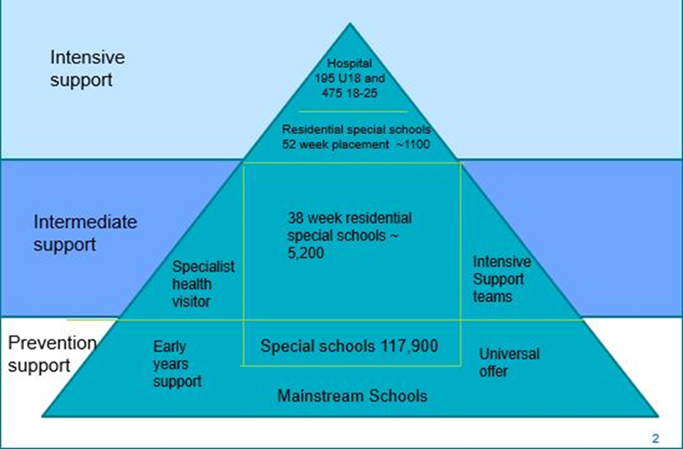 Intensive
support
Hospital
195 U18 and
475 18-25
Residential special schools
52 week placement ~1100
Intermediate
support
38 week residential
special schools ~
5,200
Specialist
health
visitor
Intensive
Support
teams
Prevention
support
Early
years
support
Special schools 117,900
Universal
offer
Mainstream Schools
2